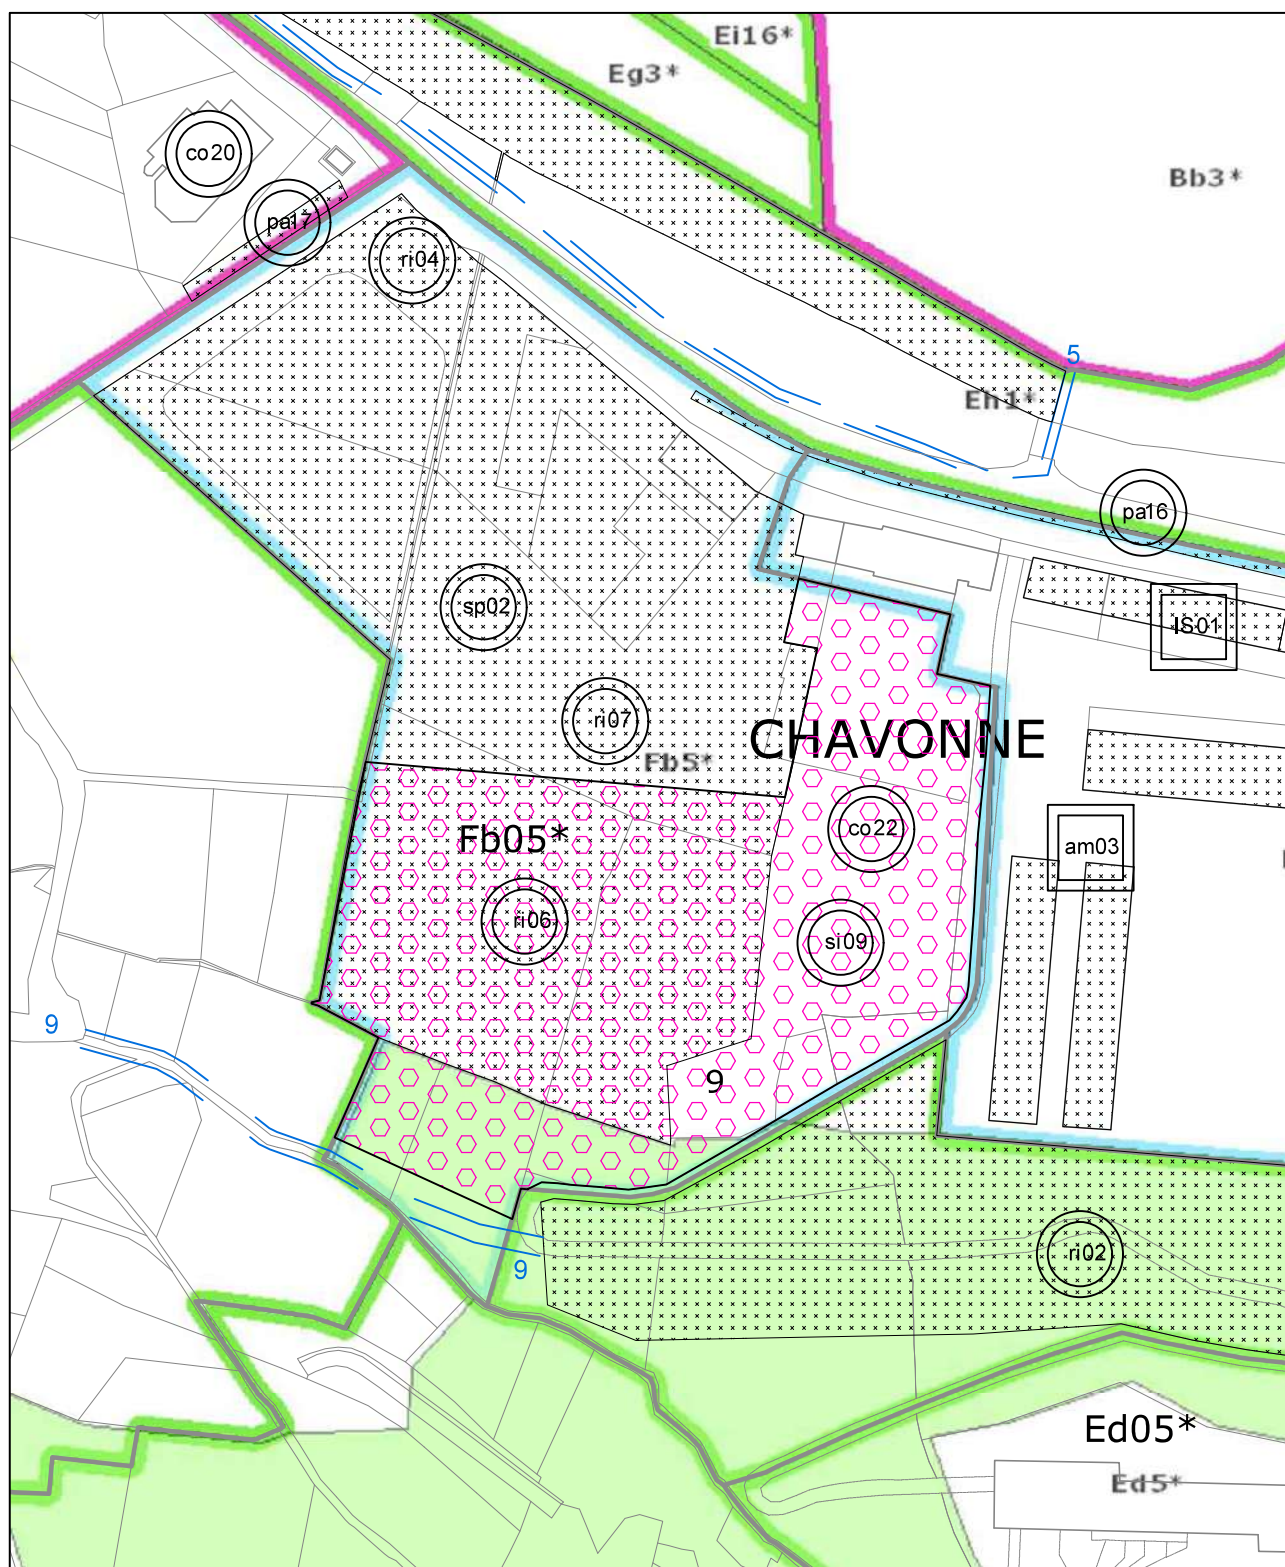 Ei16*
Eg3*
co20
Bb3*
pa17
ri04
5
Eh1*
pa16
sp02
IS01
ri07
CHAVONNE
Fb5*
co22
Fb05*
am03
ri06
si09
9
9
ri02
9
Ed05*
Ed5*